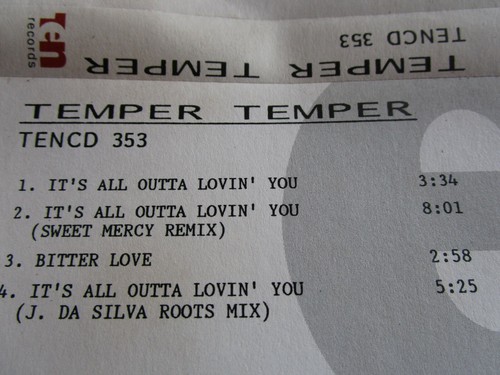 TEN records
TEMPER TEMPER
TENCD 353
TEMPER TEMPER
TENCD 353
1. IT'S ALL OUTTA LOVIN' YOU 3:34
2. IT'S ALL OUTTA LOVIN' YOU 8:01
(SWEET MERCY REMIX)
3. BITTER LOVE 2:58
4. IT'S ALL OUTTA LOVIN' YOU 5:25
(J. DA SILVA ROOTS MIX)